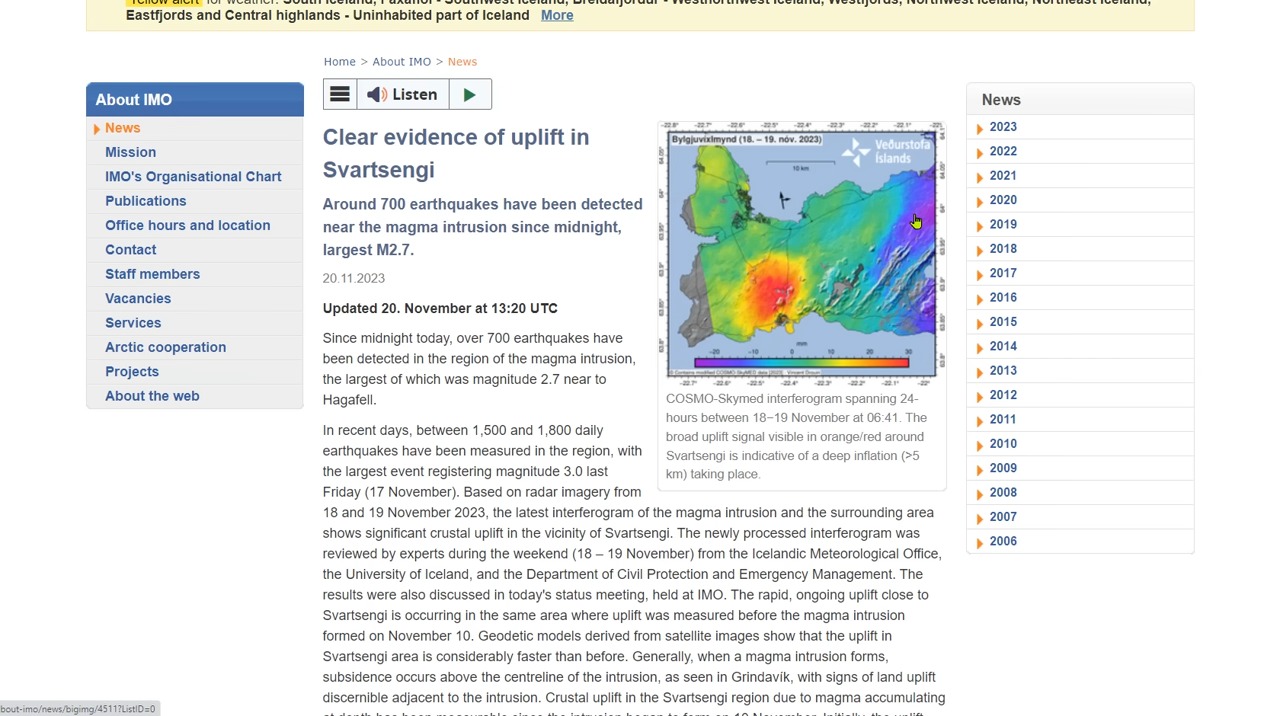 Yellow alert for weather: South Iceland, Faxaflói - Southwest Iceland, Breiðafjörður - Westnorthwest Iceland, Westfjords, Northwest Iceland, Northeast Iceland,
Eastfjords and Central highlands - Uninhabited part of Iceland More
Home > About IMO > News
About IMO
News
Mission
IMO's Organisational Chart
Publications
Office hours and location
Contact
Staff members
Vacancies
Services
Arctic cooperation
Projects
About the web
Listen
Clear evidence of uplift in
Svartsengi
Around 700 earthquakes have been detected
near the magma intrusion since midnight,
largest M2.7.
20.11.2023
Updated 20. November at 13:20 UTC
Since midnight today, over 700 earthquakes have
been detected in the region of the magma intrusion,
the largest of which was magnitude 2.7 near to
Hagafell.
In recent days, between 1,500 and 1,800 daily
earthquakes have been measured in the region, with
the largest event registering magnitude 3.0 last
Friday (17 November). Based on radar imagery from
18 and 19 November 2023, the latest interferogram of the magma intrusion and the surrounding area
shows significant crustal uplift in the vicinity of Svartsengi. The newly processed interferogram was
reviewed by experts during the weekend (18 – 19 November) from the Icelandic Meteorological Office,
the University of Iceland, and the Department of Civil Protection and Emergency Management. The
results were also discussed in today's status meeting, held at IMO. The rapid, ongoing uplift close to
Svartsengi is occurring in the same area where uplift was measured before the magma intrusion
formed on November 10. Geodetic models derived from satellite images show that the uplift in
Svartsengi area is considerably faster than before. Generally, when a magma intrusion forms,
subsidence occurs above the centreline of the intrusion, as seen in Grindavík, with signs of land uplift
discernible adjacent to the intrusion. Crustal uplift in the Svartsengi region due to magma accumulating
Bylgjuvíxlmynd (18. – 19. nóv. 2023)
Veðurstofa
Íslands
10 km
mm
−20 −10 0 10 20 30
COSMO-Skymed interferogram spanning 24-
hours between 18−19 November at 06:41. The
broad uplift signal visible in orange/red around
Svartsengi is indicative of a deep inflation (>5
km) taking place.
News
2023
2022
2021
2020
2019
2018
2017
2016
2015
2014
2013
2012
2011
2010
2009
2008
2007
2006
bout-imo/news/bigimg/4511?ListID=0